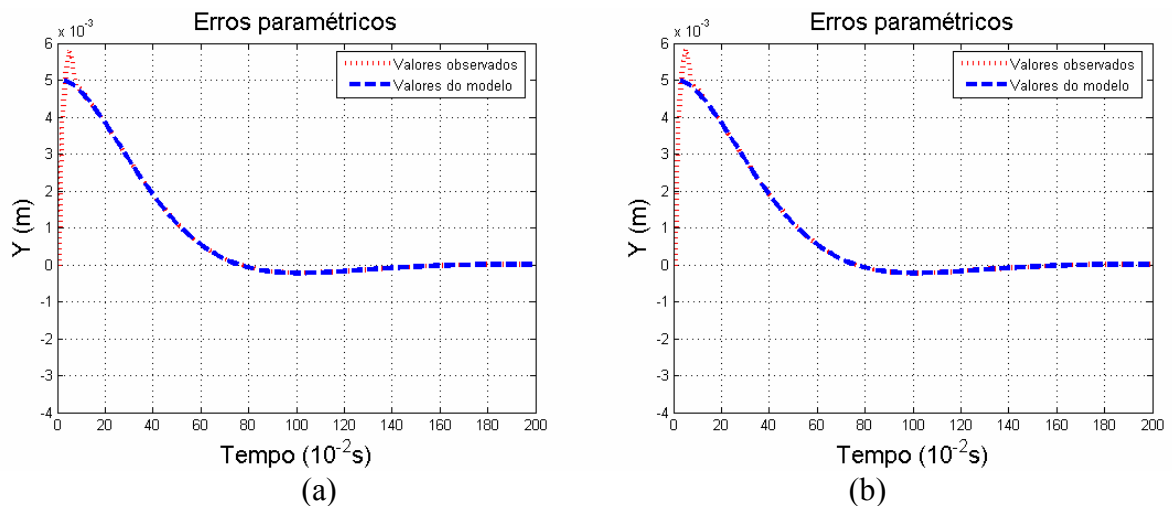 Erros paramétricos
x 10⁻³
6
5
4
3
2
1
0
-1
-2
-3
-4
Y (m)
Valores observados
Valores do modelo
0 20 40 60 80 100 120 140 160 180 200
Tempo (10⁻²s)
(a)
Erros paramétricos
x 10⁻³
6
5
4
3
2
1
0
-1
-2
-3
-4
Y (m)
Valores observados
Valores do modelo
0 20 40 60 80 100 120 140 160 180 200
Tempo (10⁻²s)
(b)